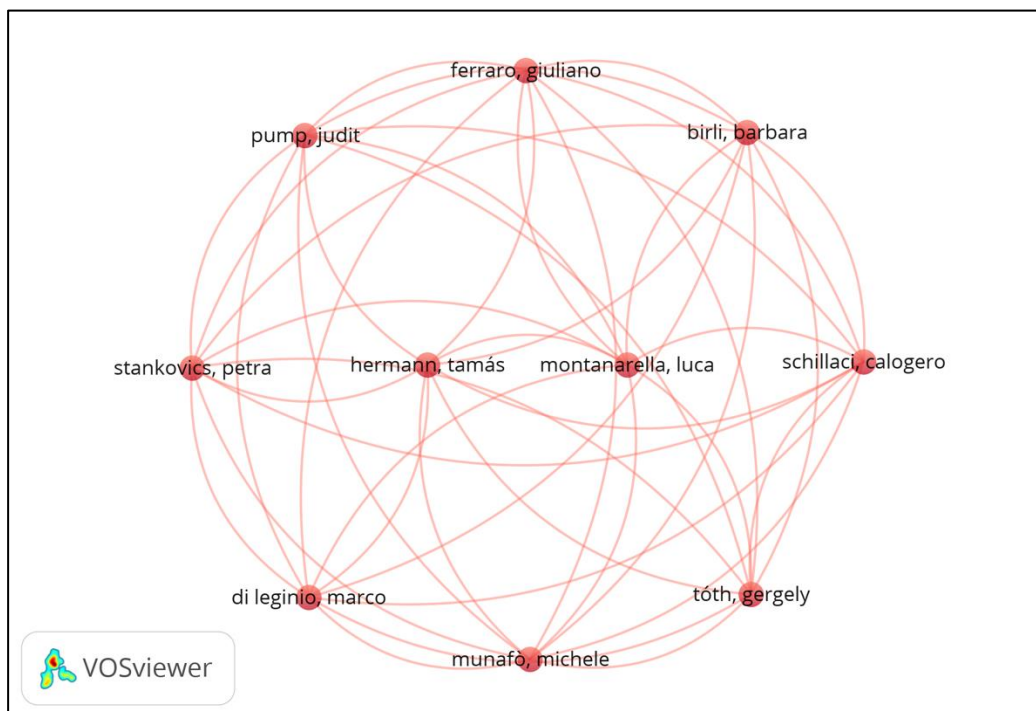 ferraro, giuliano
pump, judit
birli, barbara
stankovics, petra
hermann, tamás
montanarella, luca
schillaci, calogero
di leginio, marco
tóth, gergely
munafò, michele
VOSviewer